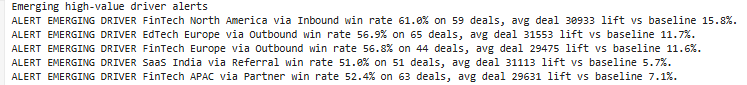 Emerging high-value driver alerts
ALERT EMERGING DRIVER FinTech North America via Inbound win rate 61.0% on 59 deals, avg deal 30933 lift vs baseline 15.8%.
ALERT EMERGING DRIVER EdTech Europe via Outbound win rate 56.9% on 65 deals, avg deal 31553 lift vs baseline 11.7%.
ALERT EMERGING DRIVER FinTech Europe via Outbound win rate 56.8% on 44 deals, avg deal 29475 lift vs baseline 11.6%.
ALERT EMERGING DRIVER SaaS India via Referral win rate 51.0% on 51 deals, avg deal 31113 lift vs baseline 5.7%.
ALERT EMERGING DRIVER FinTech APAC via Partner win rate 52.4% on 63 deals, avg deal 29631 lift vs baseline 7.1%.